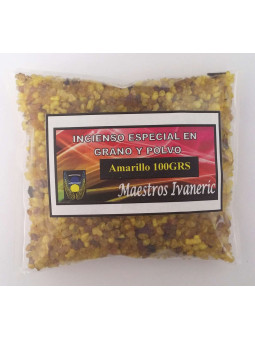 INCIENSO ESPECIAL EN
GRANO Y POLVO
Amarillo 100GRS
Maestros Ivaneric